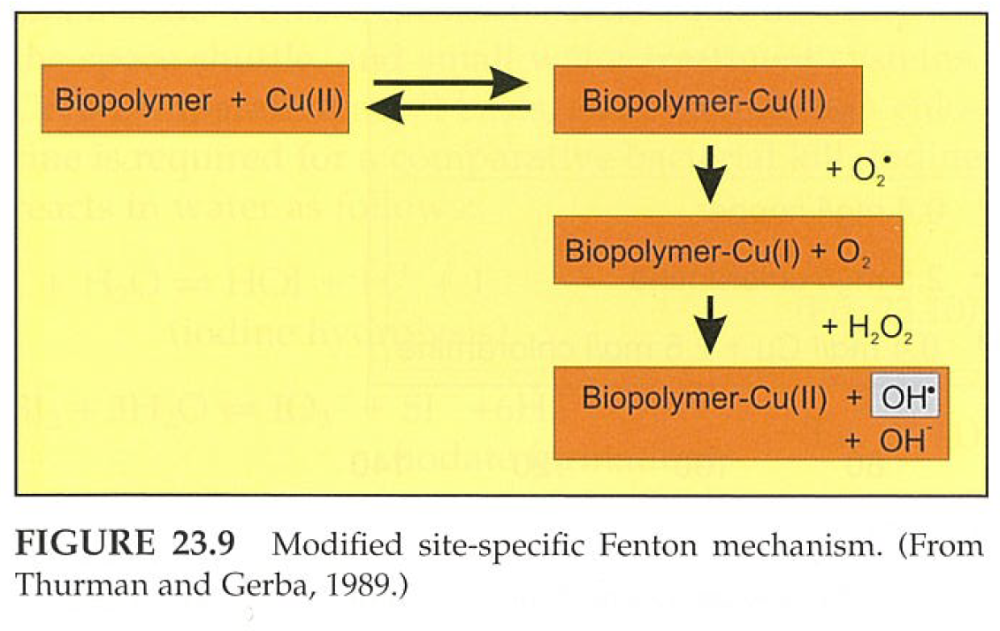 Biopolymer + Cu(II)
Biopolymer-Cu(II)
+ O₂•
Biopolymer-Cu(I) + O₂
+ H₂O₂
Biopolymer-Cu(II) + OH•
+ OH⁻
FIGURE 23.9 Modified site-specific Fenton mechanism. (From
Thurman and Gerba, 1989.)